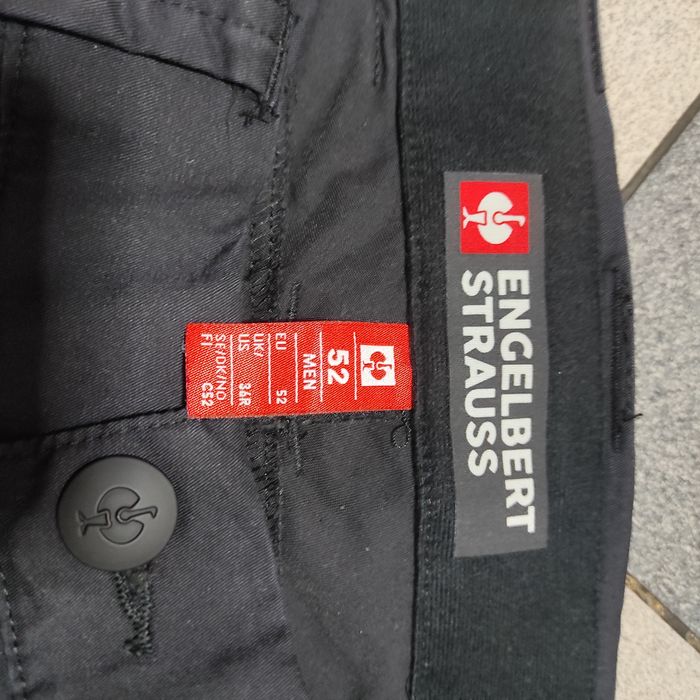 ENGELBERT
STRAUSS
52
MEN
EU 52
UK/
US 36R
SE/DK/NO
FI C52